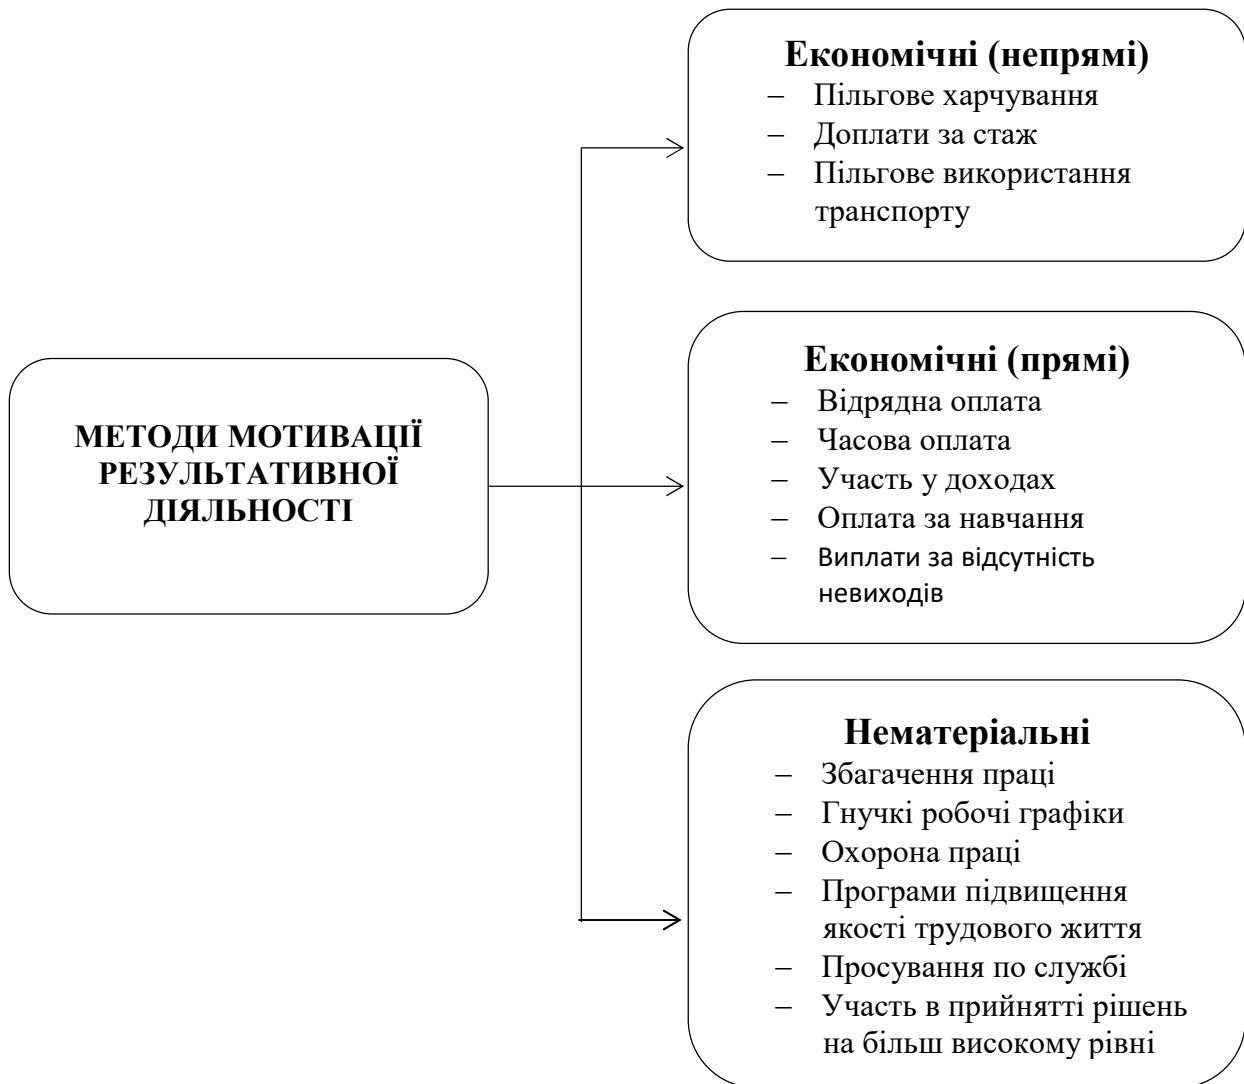 Економічні (непрямі)
– Пільгове харчування
– Доплати за стаж
– Пільгове використання
транспорту
МЕТОДИ МОТИВАЦІЇ
РЕЗУЛЬТАТИВНОЇ
ДІЯЛЬНОСТІ
Економічні (прямі)
– Відрядна оплата
– Часова оплата
– Участь у доходах
– Оплата за навчання
– Виплати за відсутність
невиходів
Нематеріальні
– Збагачення праці
– Гнучкі робочі графіки
– Охорона праці
– Програми підвищення
якості трудового життя
– Просування по службі
– Участь в прийнятті рішень
на більш високому рівні